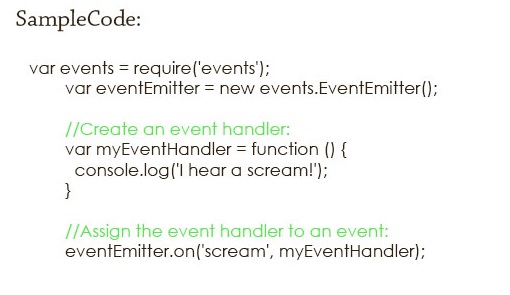 SampleCode:
var events = require('events');
var eventEmitter = new events.EventEmitter();
//Create an event handler:
var myEventHandler = function () {
console.log('I hear a scream!');
}
//Assign the event handler to an event:
eventEmitter.on('scream', myEventHandler);